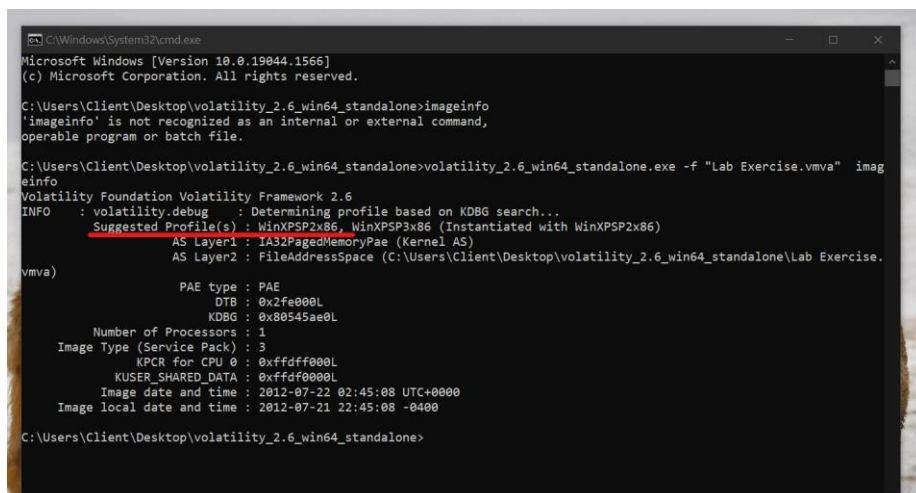 C:\Windows\System32\cmd.exe
Microsoft Windows [Version 10.0.19044.1566]
(c) Microsoft Corporation. All rights reserved.
C:\Users\Client\Desktop\volatility_2.6_win64_standalone>imageinfo
'imageinfo' is not recognized as an internal or external command,
operable program or batch file.
C:\Users\Client\Desktop\volatility_2.6_win64_standalone>volatility_2.6_win64_standalone.exe -f "Lab Exercise.vmva"  imag
einfo
Volatility Foundation Volatility Framework 2.6
INFO    : volatility.debug    : Determining profile based on KDBG search...
Suggested Profile(s) : WinXPSP2x86, WinXPSP3x86 (Instantiated with WinXPSP2x86)
AS Layer1 : IA32PagedMemoryPae (Kernel AS)
AS Layer2 : FileAddressSpace (C:\Users\Client\Desktop\volatility_2.6_win64_standalone\Lab Exercise.
vmva)
PAE type : PAE
DTB : 0x2fe000L
KDBG : 0x80545ae0L
Number of Processors : 1
Image Type (Service Pack) : 3
KPCR for CPU 0 : 0xffdff000L
KUSER_SHARED_DATA : 0xffdf0000L
Image date and time : 2012-07-22 02:45:08 UTC+0000
Image local date and time : 2012-07-21 22:45:08 -0400
C:\Users\Client\Desktop\volatility_2.6_win64_standalone>